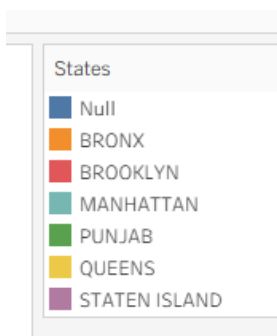 States
Null
BRONX
BROOKLYN
MANHATTAN
PUNJAB
QUEENS
STATEN ISLAND